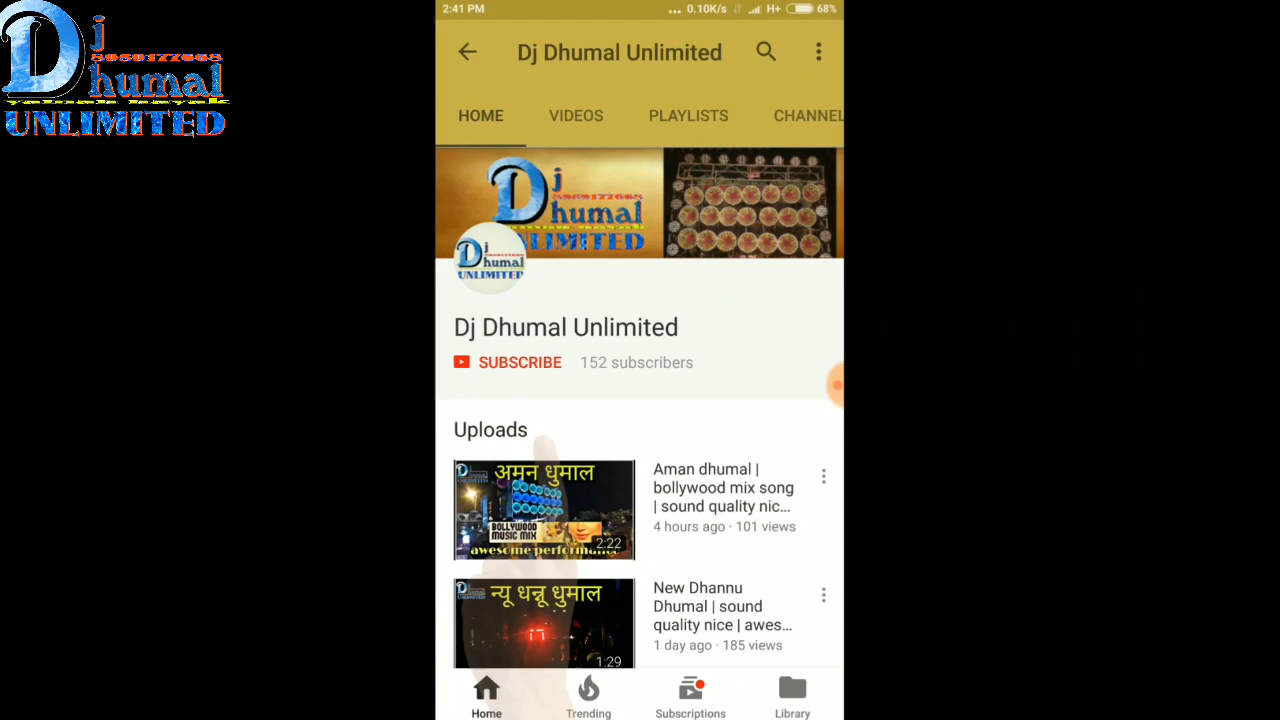 Dj
Dhumal
UNLIMITED
2:41 PM
... 0.10K/s
H+
68%
Dj Dhumal Unlimited
HOME
VIDEOS
PLAYLISTS
CHANNEL
Dj
Dhumal
UNLIMITED
Dj
Dhumal
UNLIMITED
Dj Dhumal Unlimited
SUBSCRIBE
152 subscribers
Uploads
अमन धुमाल
BOLLYWOOD
MUSIC MIX
awesome performance
2:22
Aman dhumal |
bollywood mix song
| sound quality nic...
4 hours ago · 101 views
न्यू धन्नू धुमाल
1:29
New Dhannu
Dhumal | sound
quality nice | awes...
1 day ago · 185 views
Home
Trending
Subscriptions
Library